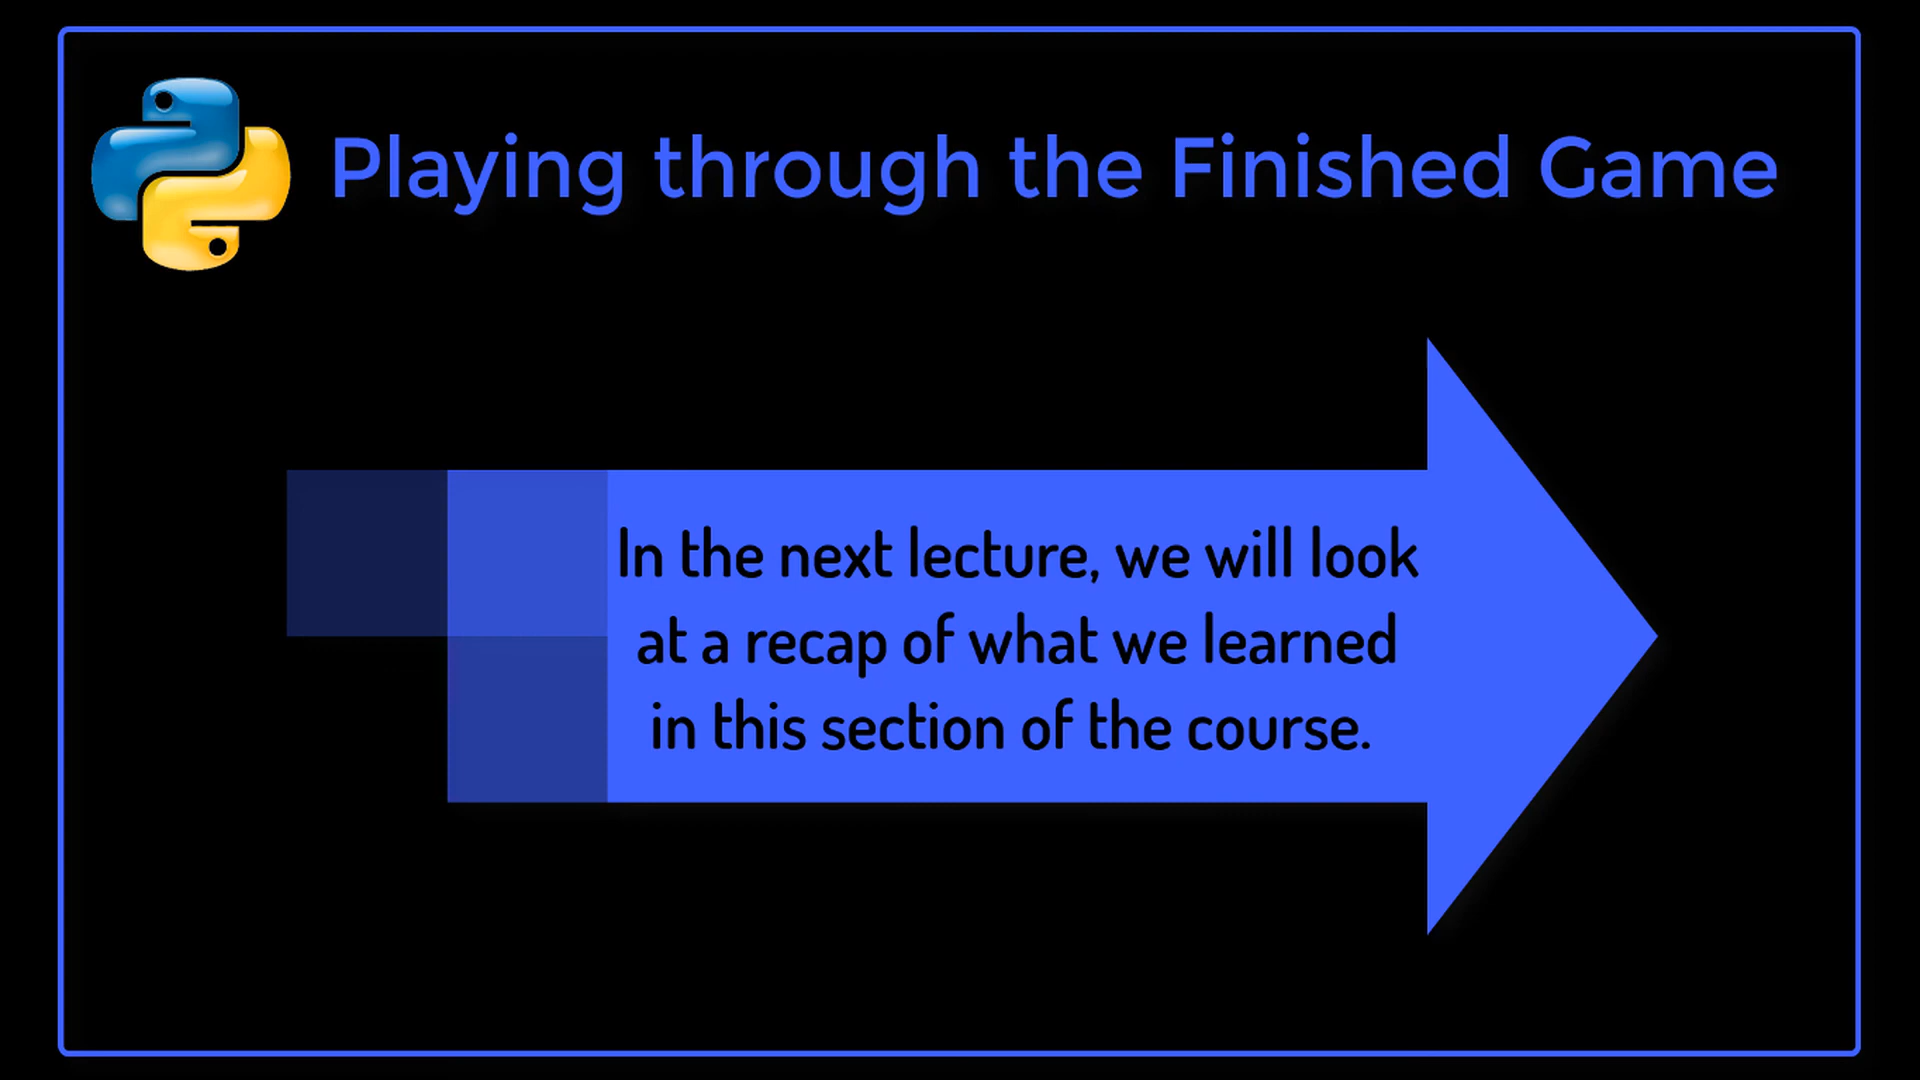 Playing through the Finished Game
In the next lecture, we will look
at a recap of what we learned
in this section of the course.